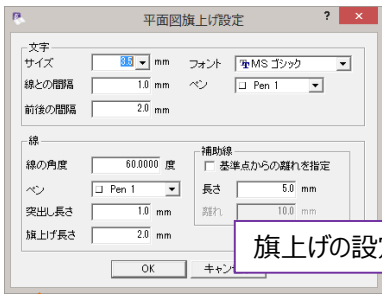 平面図旗上げ設定 ? ×
文字
サイズ 3.5 mm フォント MS ゴシック
線との間隔 1.0 mm ペン Pen 1
前後の間隔 2.0 mm
線
線の角度 60.0000 度
ペン Pen 1
突出し長さ 1.0 mm
旗上げ長さ 2.0 mm
補助線
基準点からの離れを指定
長さ 5.0 mm
離れ 10.0 mm
OK キャン
旗上げの設